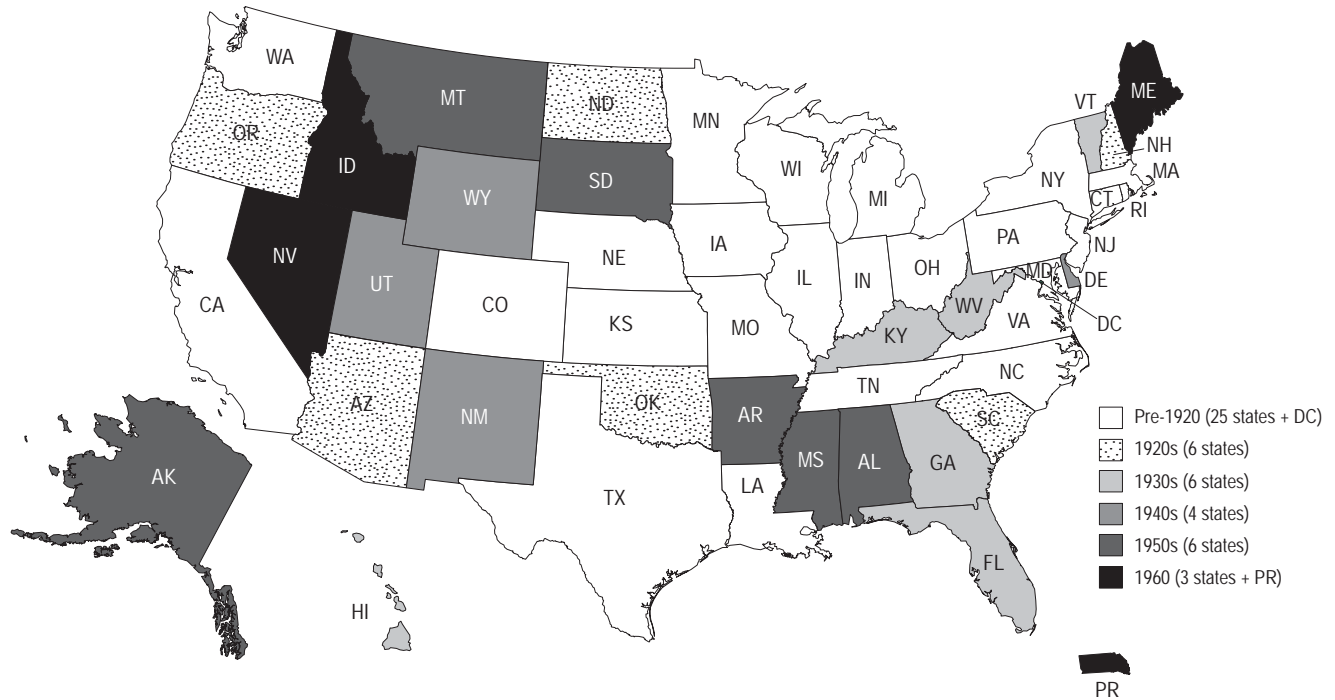 WA
MT
ND
MN
VT
ME
OR
ID
NH
WI
MI
NY
MA
SD
WY
CT
RI
NV
NE
IA
PA
NJ
CA
UT
CO
IL
IN
OH
MD
DE
KS
MO
WV
VA
DC
KY
AZ
NM
OK
AR
TN
NC
SC
AK
TX
LA
MS
AL
GA
FL
HI
PR
Pre-1920 (25 states + DC)
1920s (6 states)
1930s (6 states)
1940s (4 states)
1950s (6 states)
1960 (3 states + PR)